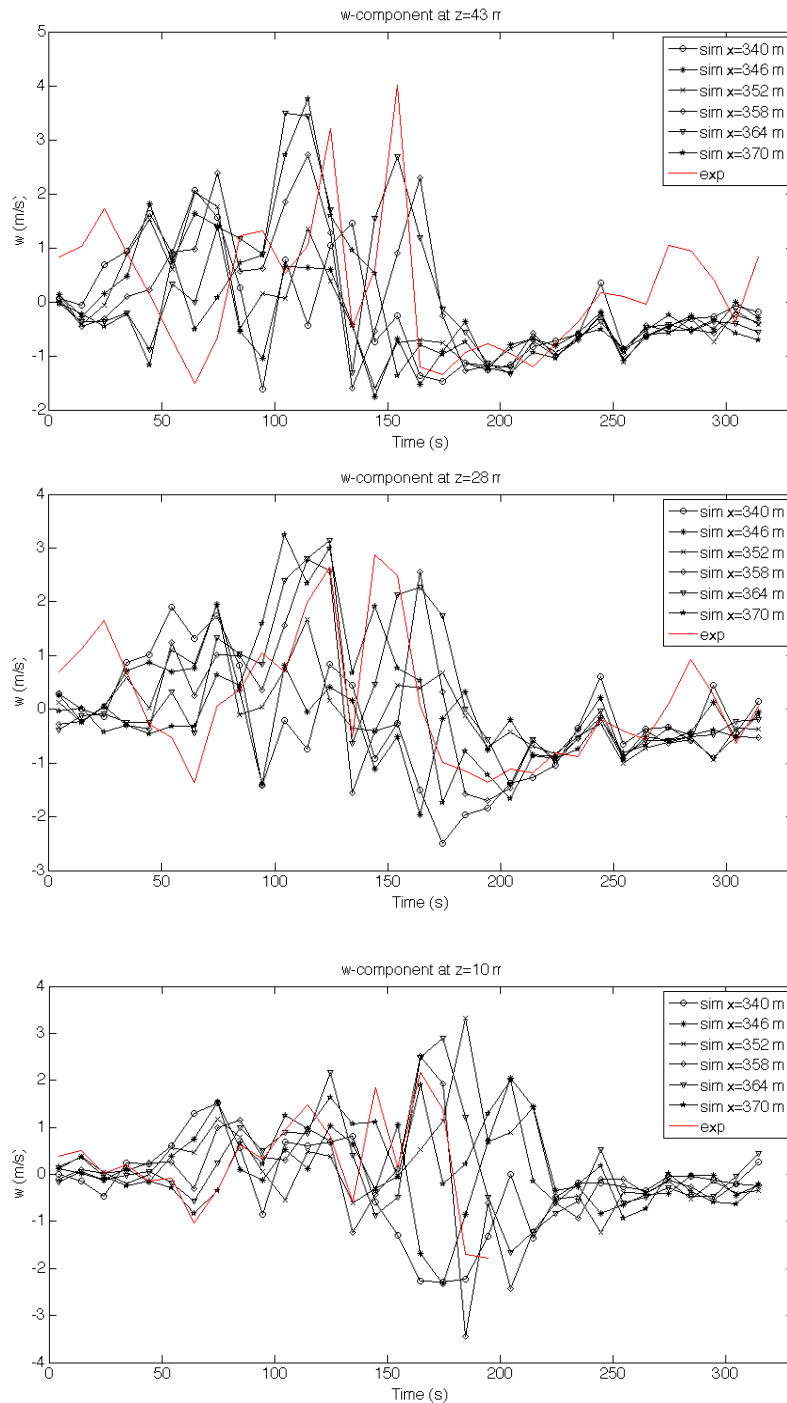 w-component at z=43 m
5
4
3
2
1
0
-1
-2
w (m/s)
0
50
100
150
200
250
300
Time (s)
sim x=340 m
sim x=346 m
sim x=352 m
sim x=358 m
sim x=364 m
sim x=370 m
exp
w-component at z=28 m
4
3
2
1
0
-1
-2
-3
w (m/s)
0
50
100
150
200
250
300
Time (s)
sim x=340 m
sim x=346 m
sim x=352 m
sim x=358 m
sim x=364 m
sim x=370 m
exp
w-component at z=10 m
4
3
2
1
0
-1
-2
-3
-4
w (m/s)
0
50
100
150
200
250
300
Time (s)
sim x=340 m
sim x=346 m
sim x=352 m
sim x=358 m
sim x=364 m
sim x=370 m
exp